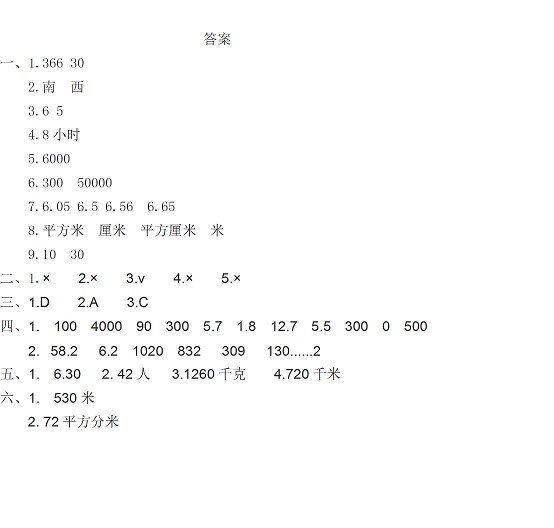 答案
一、1.366 30
2.南 西
3.6 5
4.8 小时
5.6000
6.300 50000
7.6.05 6.5 6.56 6.65
8.平方米 厘米 平方厘米 米
9.10 30
二、1.× 2.× 3.v 4.× 5.×
三、1.D 2.A 3.C
四、1. 100 4000 90 300 5.7 1.8 12.7 5.5 300 0 500
2. 58.2 6.2 1020 832 309 130......2
五、1. 6.30 2. 42 人 3.1260 千克 4.720 千米
六、1. 530 米
2. 72 平方分米